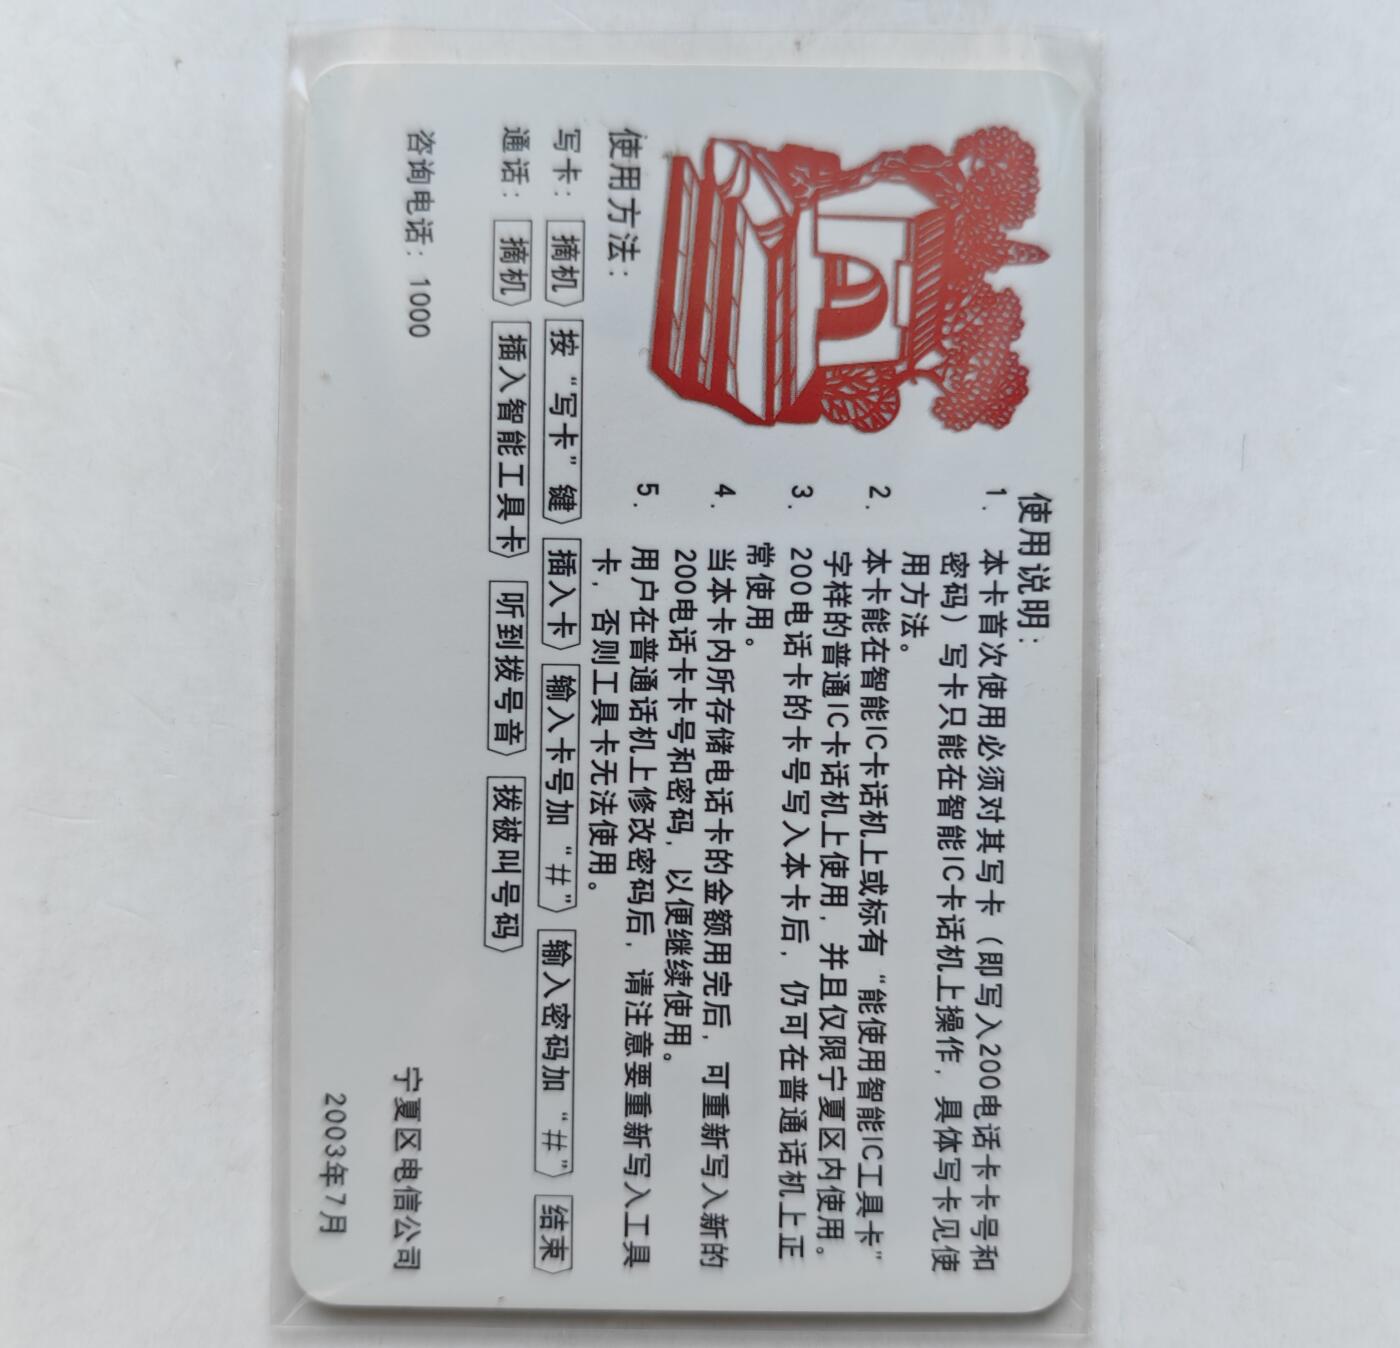 使用说明：
1. 本卡首次使用必须对其写卡（即写入200电话卡卡号和
密码）写卡只能在智能IC卡话机上操作，具体写卡见使
用方法。
2. 本卡能在智能IC卡话机上或标有“能使用智能IC工具卡”
字样的普通IC卡话机上使用，并且仅限宁夏区内使用。
3. 200电话卡的卡号写入本卡后，仍可在普通话机上正
常使用。
4. 当本卡内所存储电话卡的金额用完后，可重新写入新的
200电话卡卡号和密码，以便继续使用。
5. 用户在普通话机上修改密码后，请注意要重新写入工具
卡，否则工具卡无法使用。
使用方法：
写卡：摘机 按“写卡”键 插入卡 输入卡号加“#” 输入密码加“#” 结束
通话：摘机 插入智能工具卡 听到拨号音 拨被叫号码
咨询电话：1000
宁夏区电信公司
2003年7月